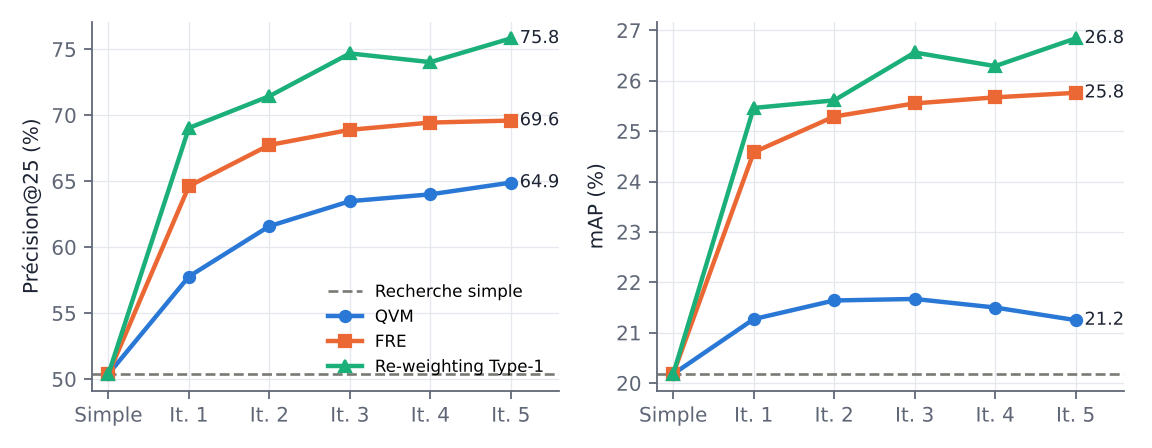 Précision@25 (%)
75
70
65
60
55
50
75.8
69.6
64.9
Recherche simple
QVM
FRE
Re-weighting Type-1
Simple It. 1 It. 2 It. 3 It. 4 It. 5
mAP (%)
27
26
25
24
23
22
21
20
26.8
25.8
21.2
Simple It. 1 It. 2 It. 3 It. 4 It. 5